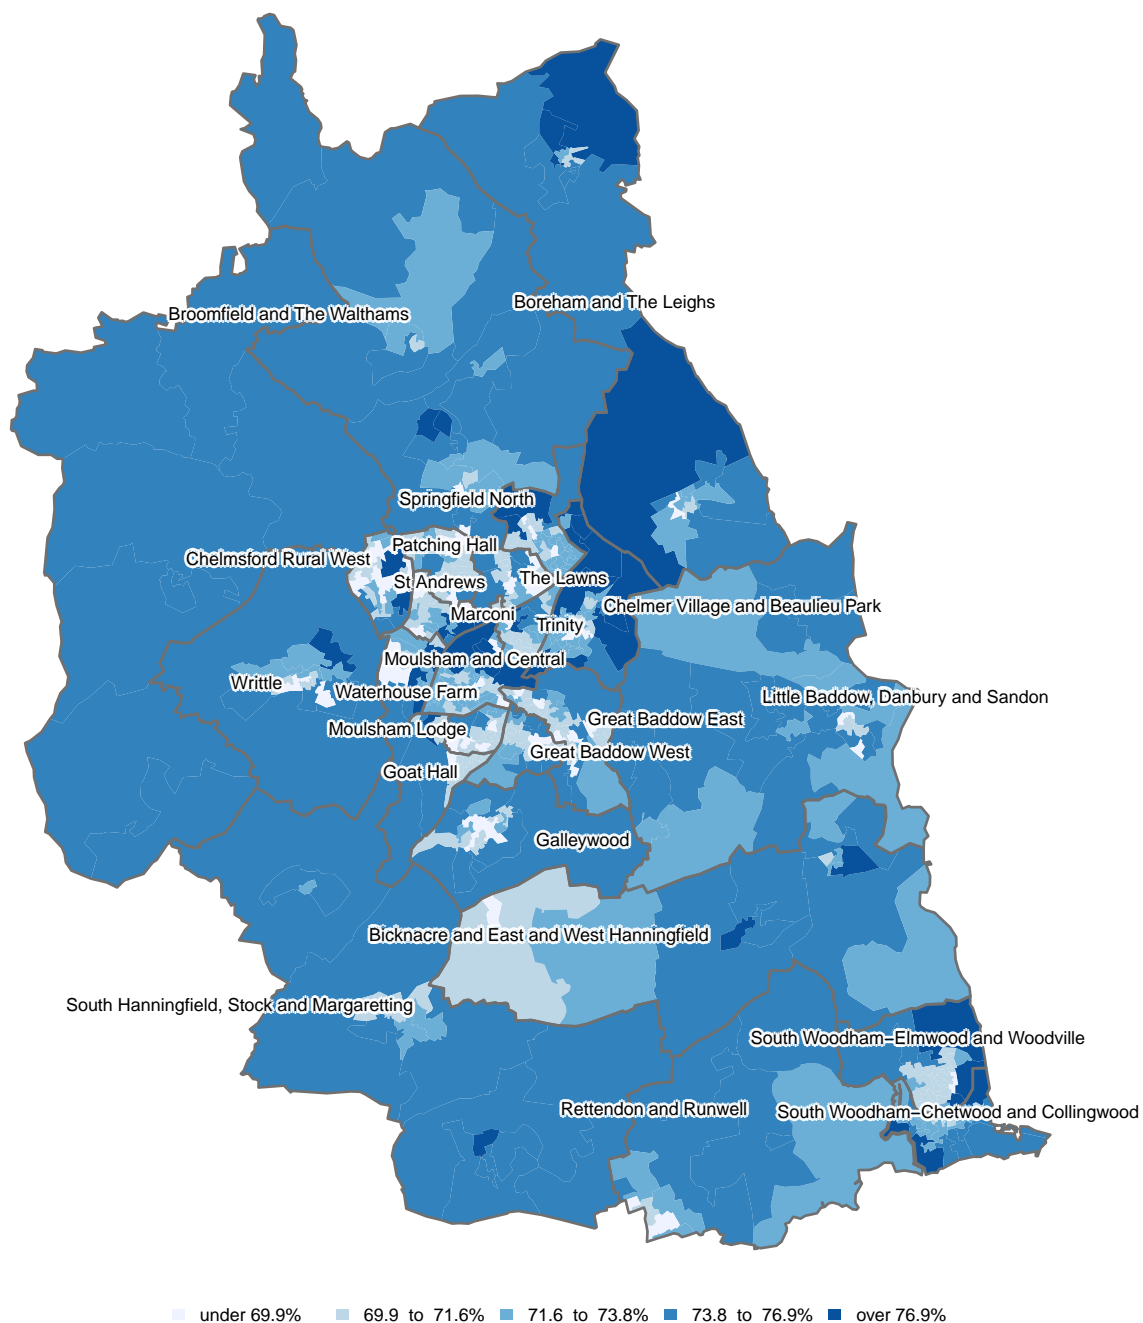 Boreham and The Leighs
Broomfield and The Walthams
Springfield North
Patching Hall
Chelmsford Rural West
St Andrews
The Lawns
Chelmer Village and Beaulieu Park
Marconi
Trinity
Moulsham and Central
Writtle
Waterhouse Farm
Little Baddow, Danbury and Sandon
Great Baddow East
Moulsham Lodge
Great Baddow West
Goat Hall
Galleywood
Bicknacre and East and West Hanningfield
South Hanningfield, Stock and Margaretting
South Woodham−Elmwood and Woodville
Rettendon and Runwell
South Woodham−Chetwood and Collingwood
under 69.9% 69.9 to 71.6% 71.6 to 73.8% 73.8 to 76.9% over 76.9%